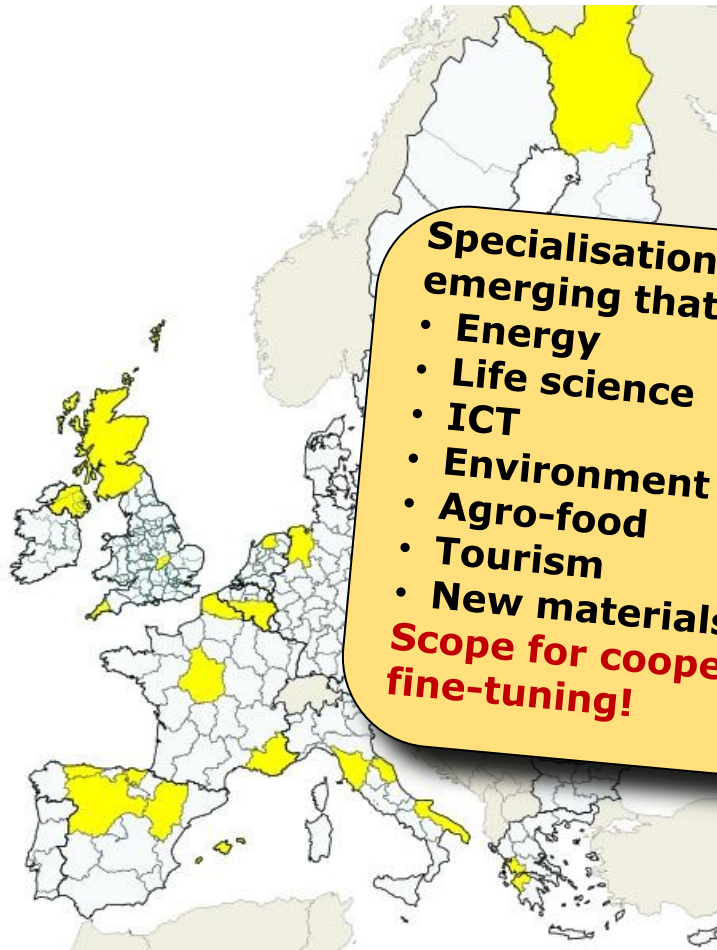 Specialisation
emerging that
• Energy
• Life science
• ICT
• Environment
• Agro-food
• Tourism
• New materials
Scope for coope
fine-tuning!